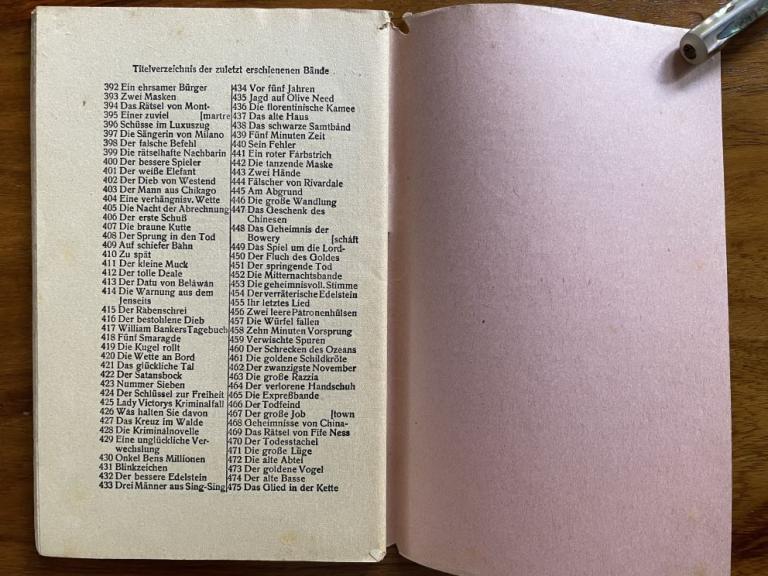 Titelverzeichnis der zuletzt erschienenen Bände
392 Ein ehrsamer Bürger
393 Zwei Masken
394 Das Rätsel von Mont-
395 Einer zuviel [martre
396 Schüsse im Luxuszug
397 Die Sängerin von Milano
398 Der falsche Befehl
399 Die rätselhafte Nachbarin
400 Der bessere Spieler
401 Der weiße Elefant
402 Der Dieb von Westend
403 Der Mann aus Chikago
404 Eine verhängnisv. Wette
405 Die Nacht der Abrechnung
406 Der erste Schuß
407 Die braune Kutte
408 Der Sprung in den Tod
409 Auf schiefer Bahn
410 Zu spät
411 Der kleine Muck
412 Der tolle Deale
413 Der Datu von Beláwán
414 Die Warnung aus dem
Jenseits
415 Der Rabenschrei
416 Der bestohlene Dieb
417 William Bankers Tagebuch
418 Fünf Smaragde
419 Die Kugel rollt
420 Die Wette an Bord
421 Das glückliche Tal
422 Der Satansbock
423 Nummer Sieben
424 Der Schlüssel zur Freiheit
425 Lady Victorys Kriminalfall
426 Was halten Sie davon
427 Das Kreuz im Walde
428 Die Kriminalnovelle
429 Eine unglückliche Ver-
wechslung
430 Onkel Bens Millionen
431 Blinkzeichen
432 Der bessere Edelstein
433 Drei Männer aus Sing-Sing
434 Vor fünf Jahren
435 Jagd auf Olive Need
436 Die florentinische Kamee
437 Das alte Haus
438 Das schwarze Samtband
439 Fünf Minuten Zeit
440 Sein Fehler
441 Ein roter Farbstrich
442 Die tanzende Maske
443 Zwei Hände
444 Fälscher von Rivardale
445 Am Abgrund
446 Die große Wandlung
447 Das Geschenk des
Chinesen
448 Das Geheimnis der
Bowery [schaft
449 Das Spiel um die Lord-
450 Der Fluch des Goldes
451 Der springende Tod
452 Die Mitternachtsbande
453 Die geheimnisvoll. Stimme
454 Der verräterische Edelstein
455 Ihr letztes Lied
456 Zwei leere Patronenhülsen
457 Die Würfel fallen
458 Zehn Minuten Vorsprung
459 Verwischte Spuren
460 Der Schrecken des Ozeans
461 Die goldene Schildkröte
462 Der zwanzigste November
463 Die große Razzia
464 Der verlorene Handschuh
465 Die Expreßbande
466 Der Todfeind
467 Der große Job [town
468 Geheimnisse von China-
469 Das Rätsel von Fife Ness
470 Der Todesstachel
471 Die große Lüge
472 Die alte Abtei
473 Der goldene Vogel
474 Der alte Basse
475 Das Glied in der Kette